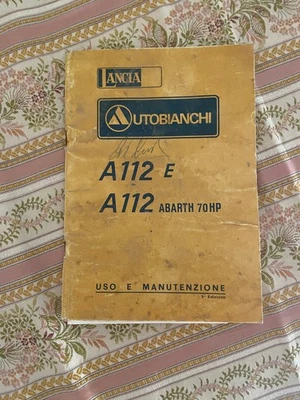 LANCIA
AUTOBIANCHI
A112 E
A112 ABARTH 70HP
USO E MANUTENZIONE